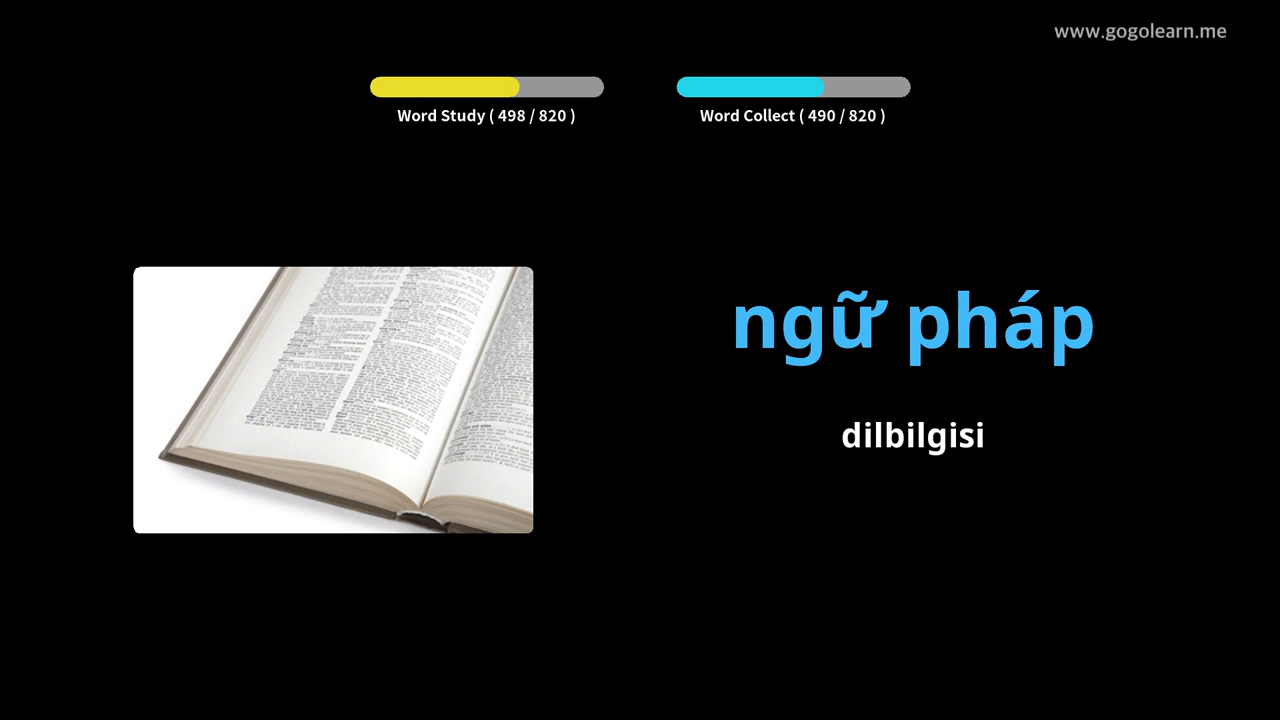 www.gogolearn.me
Word Study ( 498 / 820 )
Word Collect ( 490 / 820 )
ngữ pháp
dilbilgisi